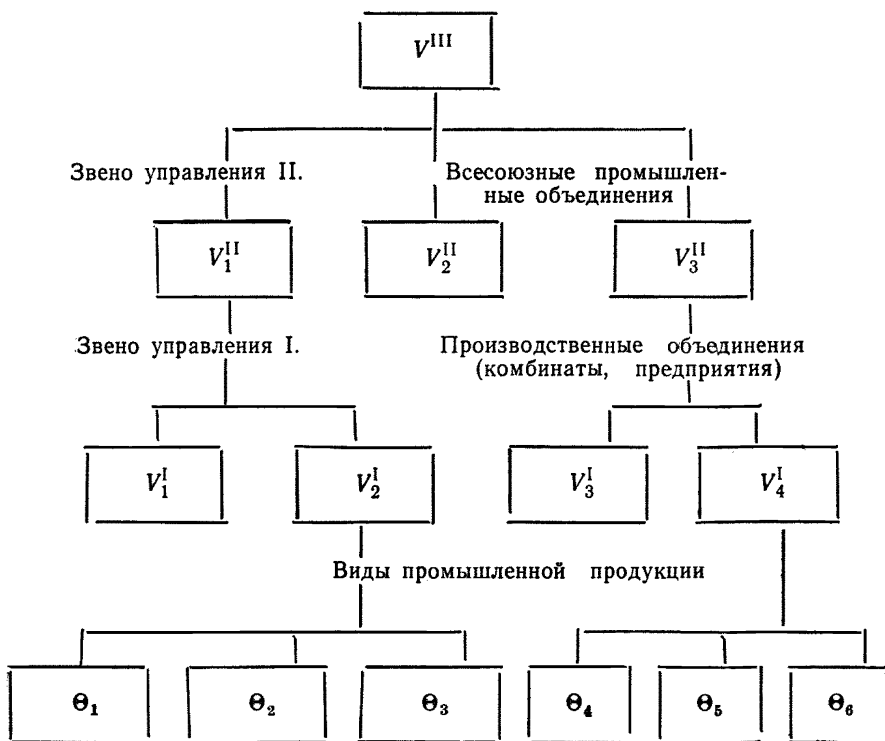 V^III
Звено управления II. Всесоюзные промышлен-
ные объединения
V_1^II V_2^II V_3^II
Звено управления I. Производственные объединения
(комбинаты, предприятия)
V_1^I V_2^I V_3^I V_4^I
Виды промышленной продукции
Θ_1 Θ_2 Θ_3 Θ_4 Θ_5 Θ_6